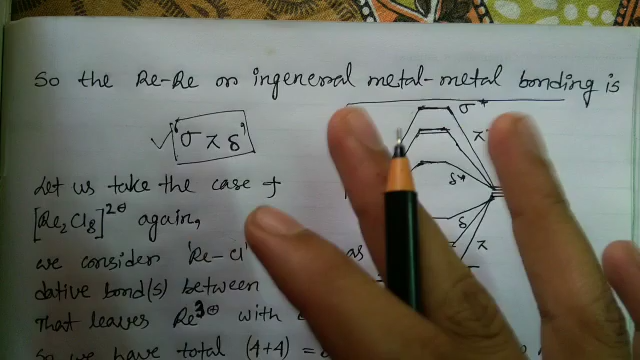 So the Re-Re or in general metal-metal bonding is
"σ π δ"
σ*
π*
δ*
δ
π
Let us take the case of
[Re2Cl8]2⊖ again,
we consider 'Re-Cl' as
dative bond(s) between
That leaves Re3⊕ with
So we have total (4+4) =